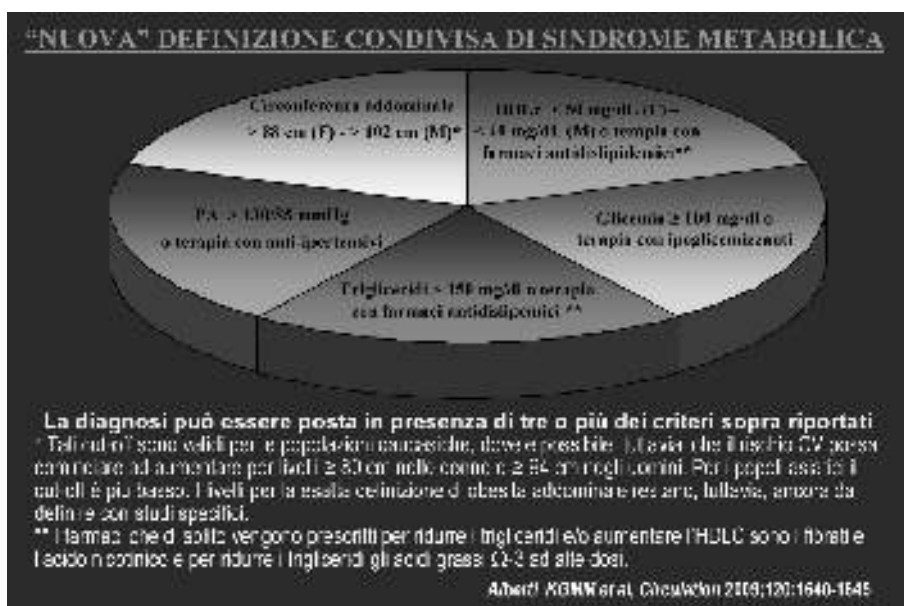 “NUOVA” DEFINIZIONE CONDIVISA DI SINDROME METABOLICA
Circonferenza addominale
> 88 cm (F) - > 102 cm (M)*
HDLc < 50 mg/dL (F) –
< 40 mg/dL (M) o terapia con
farmaci antidislipidemici**
PA > 130/85 mmHg
o terapia con anti-ipertensivi
Glicemia ≥ 100 mg/dl o
terapia con ipoglicemizzanti
Trigliceridi > 150 mg/dl o terapia
con farmaci antidislipemici **
La diagnosi può essere posta in presenza di tre o più dei criteri sopra riportati
* Tali cut-off sono validi per le popolazioni caucasiche, dove è possibile, tuttavia, che il rischio CV possa
cominciare ad aumentare per livelli ≥ 80 cm nelle donne o ≥ 94 cm negli uomini. Per i popoli asiatici il
cut-off è più basso. I livelli per la esatta definizione di obesità addominale restano, tuttavia, ancora da
definire con studi specifici.
** I farmaci che di solito vengono prescritti per ridurre i trigliceridi e/o aumentare l'HDLC sono i fibrati e
l'acido nicotinico e per ridurre i trigliceridi gli acidi grassi Ω-3 ad alte dosi.
Alberti KGMM et al, Circulation 2009;120:1640-1645